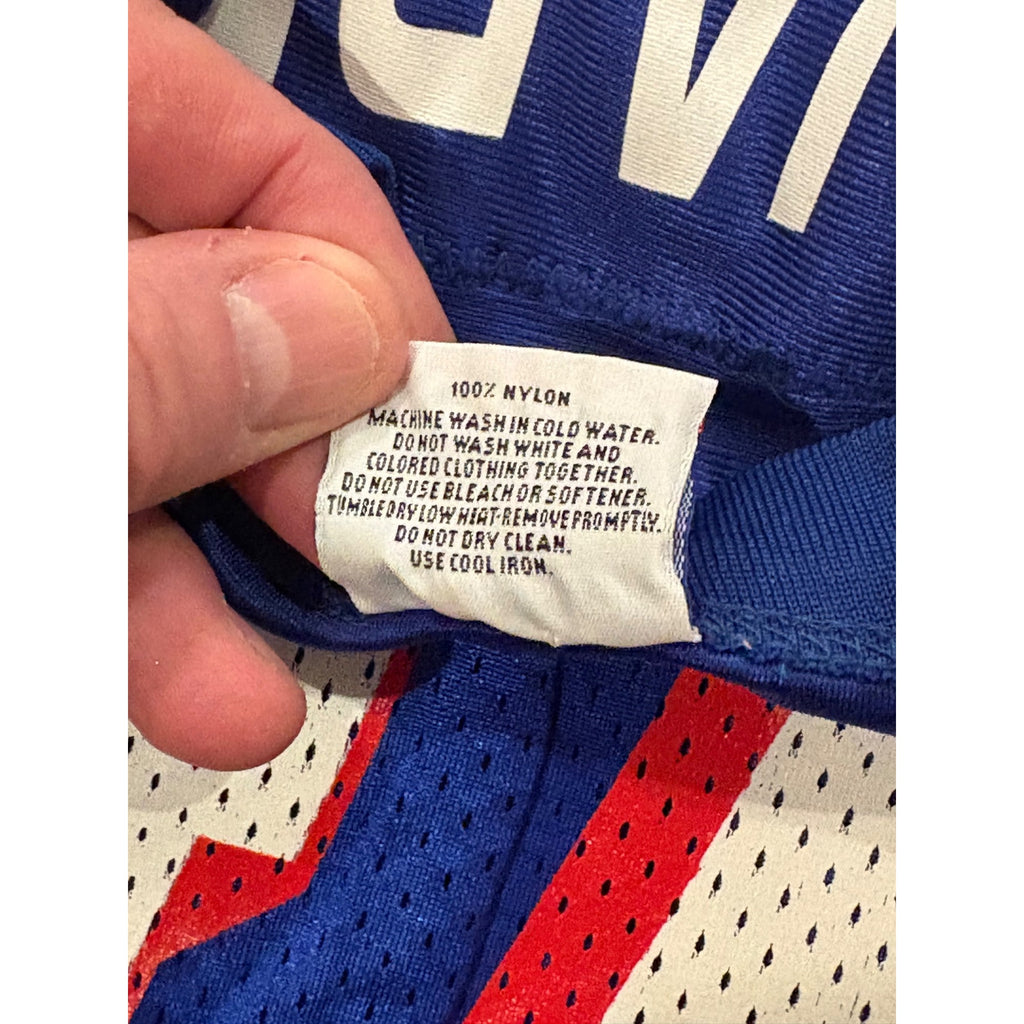 100% NYLON
MACHINE WASH IN COLD WATER.
DO NOT WASH WHITE AND
COLORED CLOTHING TOGETHER.
DO NOT USE BLEACH OR SOFTENER.
TUMBLE DRY LOW HEAT-REMOVE PROMPTLY.
DO NOT DRY CLEAN.
USE COOL IRON.